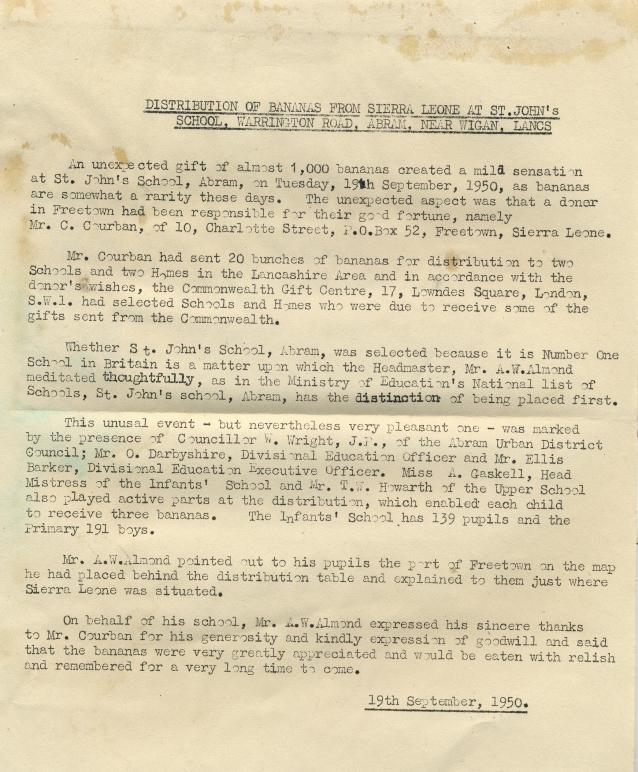 DISTRIBUTION OF BANANAS FROM SIERRA LEONE AT ST.JOHN's
SCHOOL, WARRINGTON ROAD, ABRAM, NEAR WIGAN, LANCS
An unexpected gift of almost 1,000 bananas created a mild sensation
at St. John's School, Abram, on Tuesday, 19th September, 1950, as bananas
are somewhat a rarity these days. The unexpected aspect was that a donor
in Freetown had been responsible for their good fortune, namely
Mr. C. Courban, of 10, Charlotte Street, P.O.Box 52, Freetown, Sierra Leone.
Mr. Courban had sent 20 bunches of bananas for distribution to two
Schools and two Homes in the Lancashire Area and in accordance with the
donor's wishes, the Commonwealth Gift Centre, 17, Lowndes Square, London,
S.W.1. had selected Schools and Homes who were due to receive some of the
gifts sent from the Commonwealth.
Whether St. John's School, Abram, was selected because it is Number One
School in Britain is a matter upon which the Headmaster, Mr. A.W.Almond
meditated thoughtfully, as in the Ministry of Education's National list of
Schools, St. John's school, Abram, has the distinction of being placed first.
This unusal event - but nevertheless very pleasant one - was marked
by the presence of Councillor W. Wright, J.P., of the Abram Urban District
Council; Mr. O. Darbyshire, Divisional Education Officer and Mr. Ellis
Barker, Divisional Education Executive Officer. Miss A. Gaskell, Head
Mistress of the Infants' School and Mr. T.W. Howarth of the Upper School
also played active parts at the distribution, which enabled each child
to receive three bananas. The Infants' School has 139 pupils and the
Primary 191 boys.
Mr. A.W.Almond pointed out to his pupils the port of Freetown on the map
he had placed behind the distribution table and explained to them just where
Sierra Leone was situated.
On behalf of his school, Mr. A.W.Almond expressed his sincere thanks
to Mr. Courban for his generosity and kindly expression of goodwill and said
that the bananas were very greatly appreciated and would be eaten with relish
and remembered for a very long time to come.
19th September, 1950.